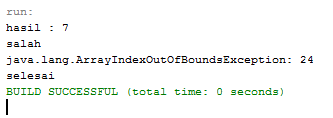 run:
hasil : 7
salah
java.lang.ArrayIndexOutOfBoundsException: 24
selesai
BUILD SUCCESSFUL (total time: 0 seconds)